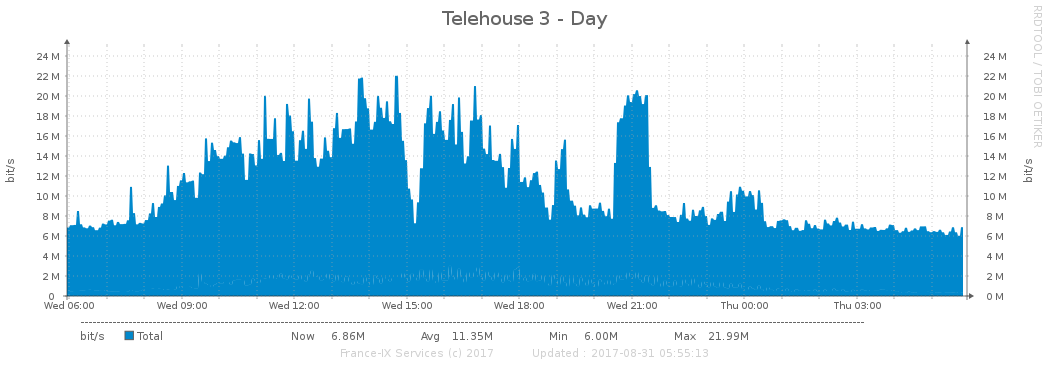 Telehouse 3 - Day
RRDTOOL / TOBI OETIKER
bit/s
24 M 24 M
22 M 22 M
20 M 20 M
18 M 18 M
16 M 16 M
14 M 14 M
12 M 12 M
10 M 10 M
8 M 8 M
6 M 6 M
4 M 4 M
2 M 2 M
0 0 M
bit/s
Wed 06:00 Wed 09:00 Wed 12:00 Wed 15:00 Wed 18:00 Wed 21:00 Thu 00:00 Thu 03:00
bit/s Total Now 6.86M Avg 11.35M Min 6.00M Max 21.99M
France-IX Services (c) 2017 Updated : 2017-08-31 05:55:13